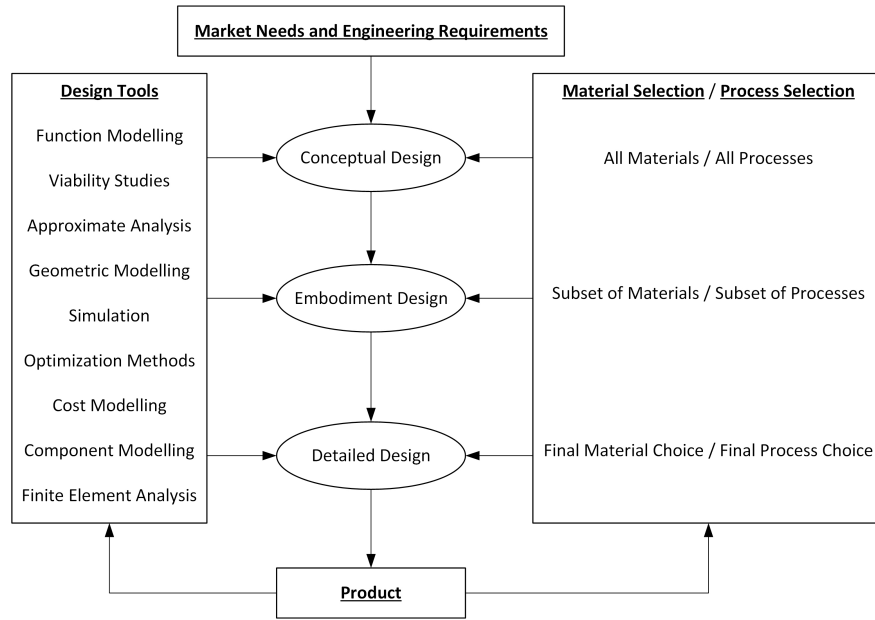 Market Needs and Engineering Requirements
Design Tools
Function Modelling
Viability Studies
Approximate Analysis
Geometric Modelling
Simulation
Optimization Methods
Cost Modelling
Component Modelling
Finite Element Analysis
Conceptual Design
Embodiment Design
Detailed Design
Material Selection / Process Selection
All Materials / All Processes
Subset of Materials / Subset of Processes
Final Material Choice / Final Process Choice
Product